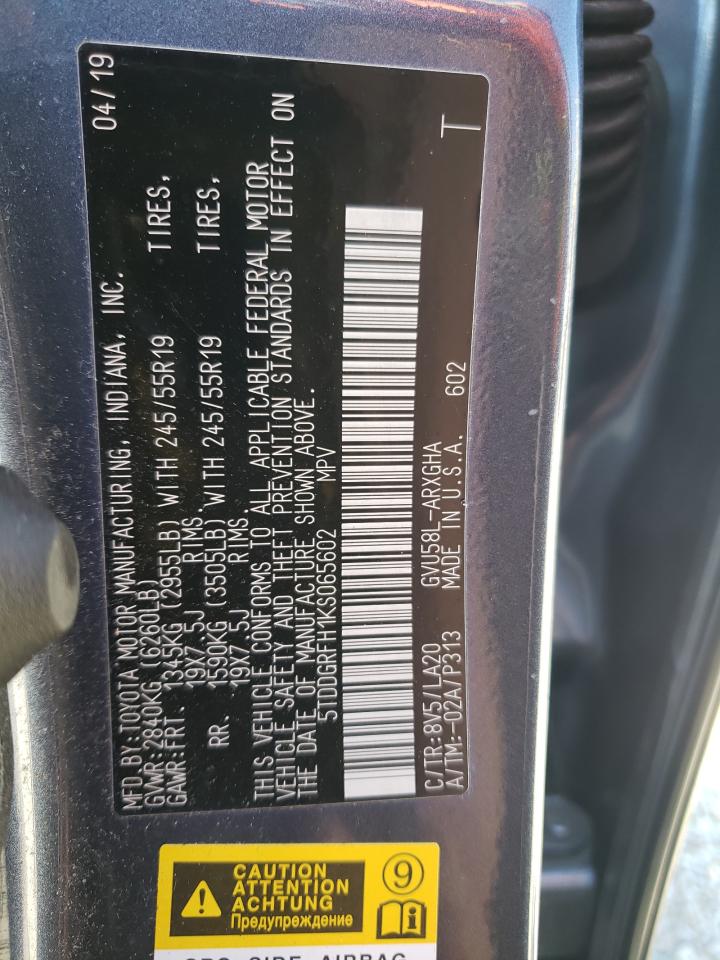 MFD.BY:TOYOTA MOTOR MANUFACTURING, INDIANA, INC. 04/19
GVWR:2840KG (6260LB)
GAWR:FRT. 1345KG (2955LB) WITH 245/55R19 TIRES,
19X7.5J RIMS
RR. 1590KG (3505LB) WITH 245/55R19 TIRES,
19X7.5J RIMS
THIS VEHICLE CONFORMS TO ALL APPLICABLE FEDERAL MOTOR
VEHICLE SAFETY AND THEFT PREVENTION STANDARDS IN EFFECT ON
THE DATE OF MANUFACTURE SHOWN ABOVE.
5TDDGRFH1KS065602 MPV
C/TR:8V5/LA20 GVU58L-ARXGHA
A/TM:-02A/P313 MADE IN U.S.A. 602 T
CAUTION
ATTENTION
ACHTUNG
Предупреждение
9
SRS SIDE AIRBAG